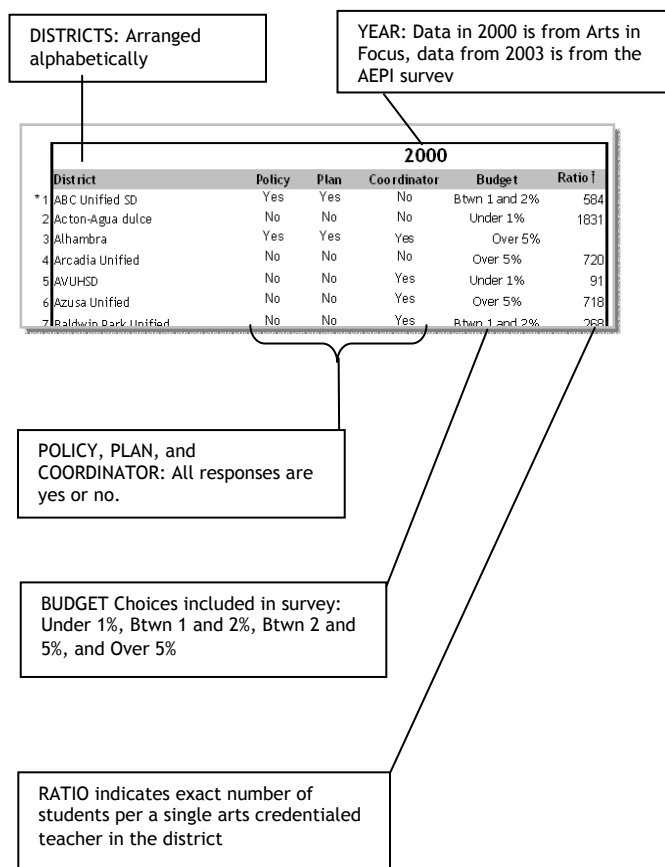 DISTRICTS: Arranged
alphabetically
YEAR: Data in 2000 is from Arts in
Focus, data from 2003 is from the
AEPI survey
2000
District Policy Plan Coordinator Budget Ratio†
* 1 ABC Unified SD Yes Yes No Btwn 1 and 2% 584
2 Acton-Agua dulce No No No Under 1% 1831
3 Alhambra Yes Yes Yes Over 5%
4 Arcadia Unified No No No Over 5% 720
5 AVUHSD No No Yes Under 1% 91
6 Azusa Unified No No Yes Over 5% 718
7 Baldwin Park Unified No No Yes Btwn 1 and 2% 268
POLICY, PLAN, and
COORDINATOR: All responses are
yes or no.
BUDGET Choices included in survey:
Under 1%, Btwn 1 and 2%, Btwn 2 and
5%, and Over 5%
RATIO indicates exact number of
students per a single arts credentialed
teacher in the district